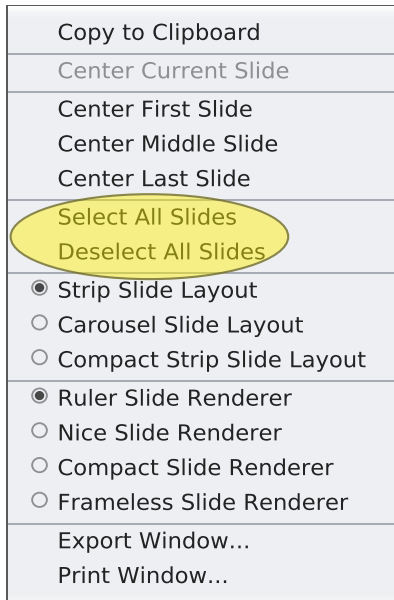 Copy to Clipboard
Center Current Slide
Center First Slide
Center Middle Slide
Center Last Slide
Select All Slides
Deselect All Slides
Strip Slide Layout
Carousel Slide Layout
Compact Strip Slide Layout
Ruler Slide Renderer
Nice Slide Renderer
Compact Slide Renderer
Frameless Slide Renderer
Export Window...
Print Window...